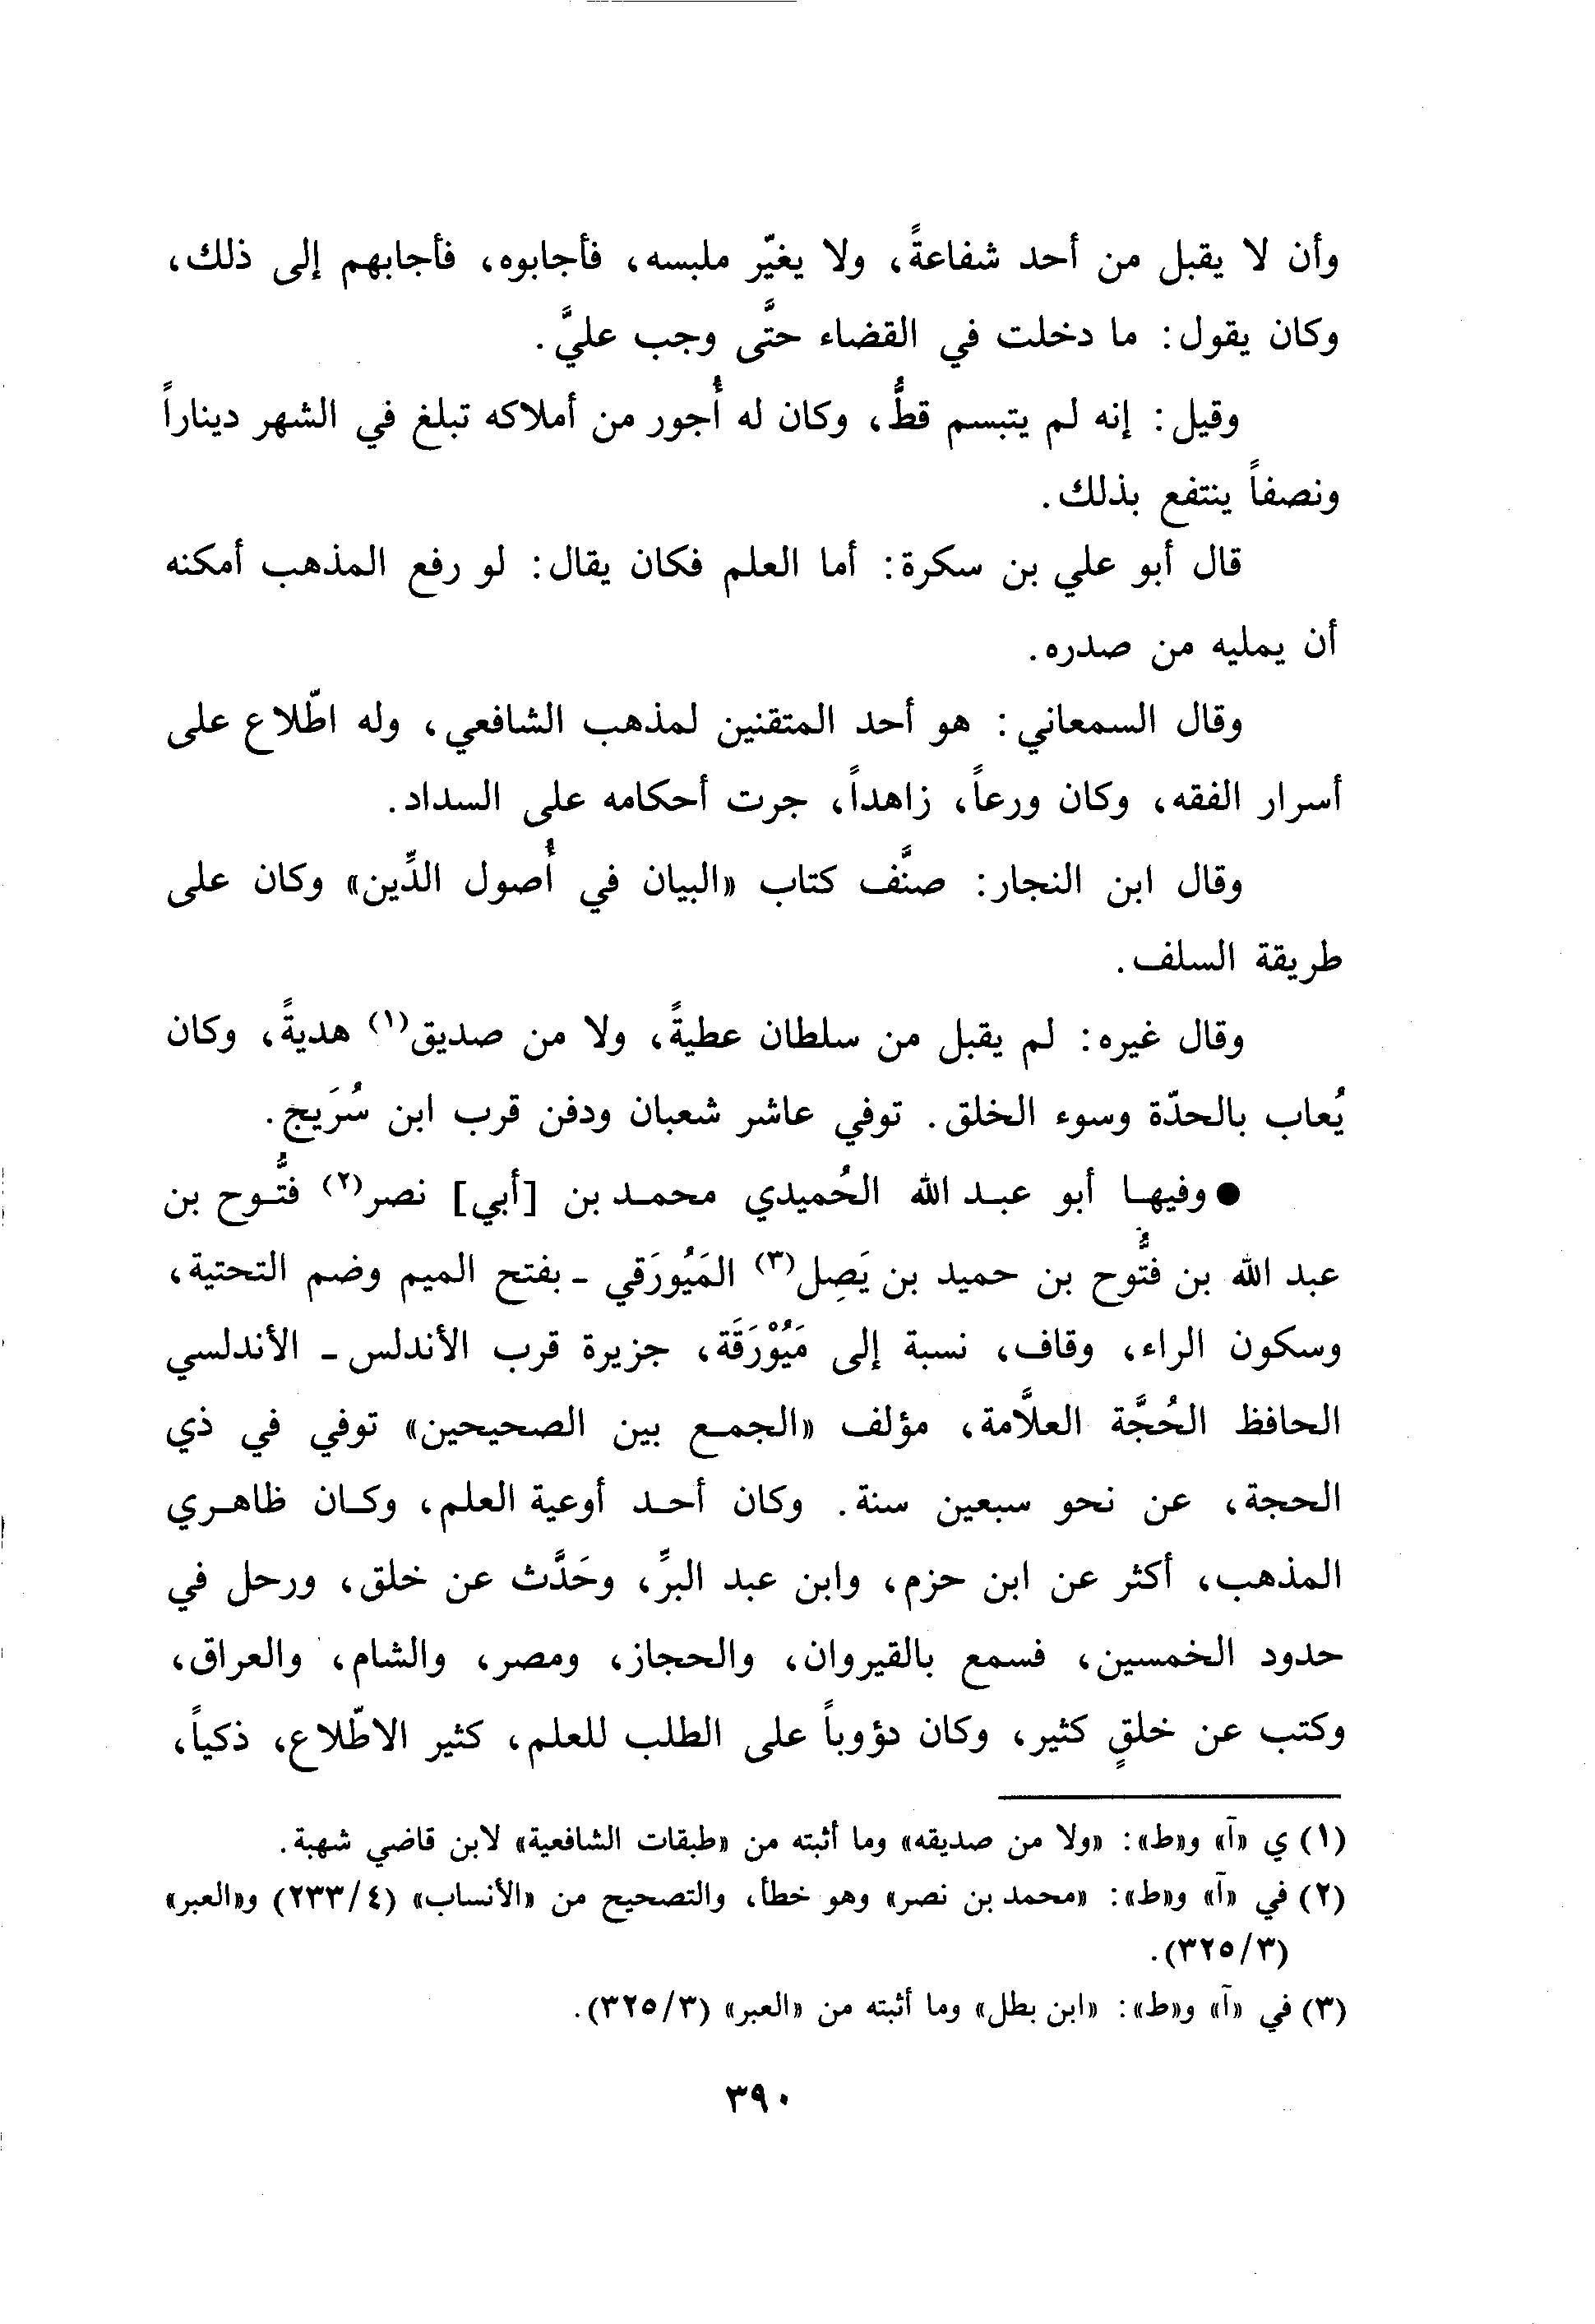 وأن لا يقبل من أحد شفاعةً، ولا يغيّر ملبسه، فأجابوه، فأجابهم إلى ذلك،
وكان يقول: ما دخلت في القضاء حتَّى وجب عليَّ.
وقيل: إنه لم يتبسم قطُّ، وكان له أُجور من أملاكه تبلغ في الشهر ديناراً
ونصفاً ينتفع بذلك.
قال أبو علي بن سكرة: أما العلم فكان يقال: لو رفع المذهب أمكنه
أن يمليه من صدره.
وقال السمعاني: هو أحد المتقنين لمذهب الشافعي، وله اطّلاع على
أسرار الفقه، وكان ورعاً، زاهداً، جرت أحكامه على السداد.
وقال ابن النجار: صنَّف كتاب «البيان في أُصول الدِّين» وكان على
طريقة السلف.
وقال غيره: لم يقبل من سلطان عطيةً، ولا من صديق(١) هديةً، وكان
يُعاب بالحدّة وسوء الخلق. توفي عاشر شعبان ودفن قرب ابن سُرَيج.
● وفيها أبو عبد الله الحُميدي محمد بن [أبي] نصر(٢) فتُّوح بن
عبد الله بن فتُّوح بن حميد بن يَصِل(٣) المَيُورَقي ـ بفتح الميم وضم التحتية،
وسكون الراء، وقاف، نسبة إلى مَيُوْرَقَة، جزيرة قرب الأندلس ـ الأندلسي
الحافظ الحُجَّة العلاَّمة، مؤلف «الجمع بين الصحيحين» توفي في ذي
الحجة، عن نحو سبعين سنة. وكان أحد أوعية العلم، وكان ظاهري
المذهب، أكثر عن ابن حزم، وابن عبد البرِّ، وحَدَّث عن خلق، ورحل في
حدود الخمسين، فسمع بالقيروان، والحجاز، ومصر، والشام، والعراق،
وكتب عن خلقٍ كثير، وكان دؤوباً على الطلب للعلم، كثير الاطّلاع، ذكياً،
(١) ي «آ» و«ط»: «ولا من صديقه» وما أثبته من «طبقات الشافعية» لابن قاضي شهبة.
(٢) في «آ» و«ط»: «محمد بن نصر» وهو خطأ، والتصحيح من «الأنساب» (٤/٢٣٣) و«العبر»
(٣/٣٢٥).
(٣) في «آ» و«ط»: «ابن بطل» وما أثبته من «العبر» (٣/٣٢٥).
٣٩٠